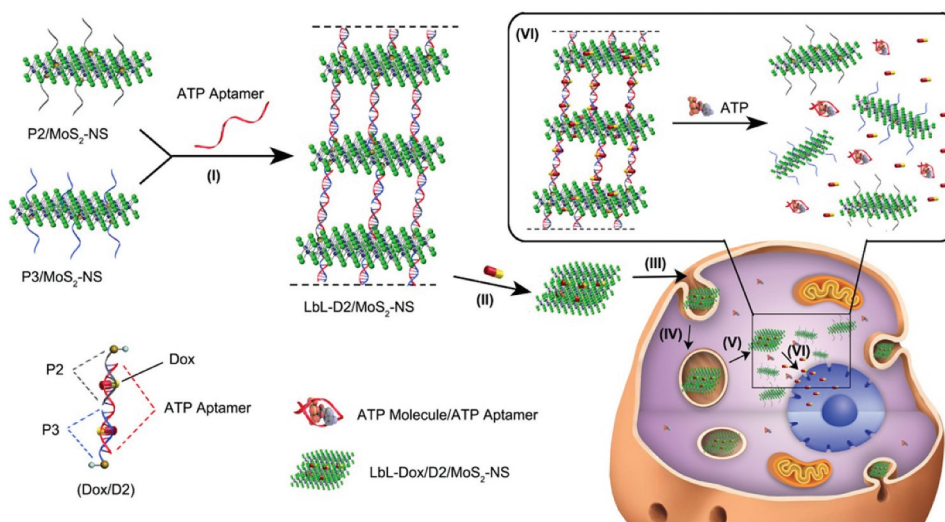 P2/MoS₂-NS
P3/MoS₂-NS
ATP Aptamer
(I)
LbL-D2/MoS₂-NS
(VI)
ATP
(II)
(III)
(IV)
(V)
(VI)
P2
Dox
ATP Aptamer
P3
(Dox/D2)
ATP Molecule/ATP Aptamer
LbL-Dox/D2/MoS₂-NS